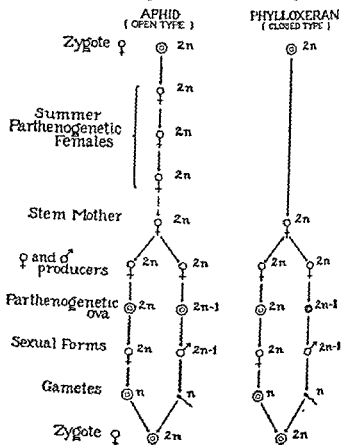 APHID PHYLLOXERAN
( OPEN TYPE ) ( CLOSED TYPE )
Zygote ♀ 2n 2n
♀ 2n
Summer
Parthenogenetic ♀ 2n
Females
♀ 2n
Stem Mother ♀ 2n ♀ 2n
♀ and ♂ producers ♀ 2n ♀ 2n ♀ 2n ♀ 2n
Parthenogenetic ova 2n 2n-1 2n 2n-1
Sexual Forms ♀ 2n ♂ 2n-1 ♀ 2n ♂ 2n-1
Gametes n n n n
Zygote ♀ 2n 2n